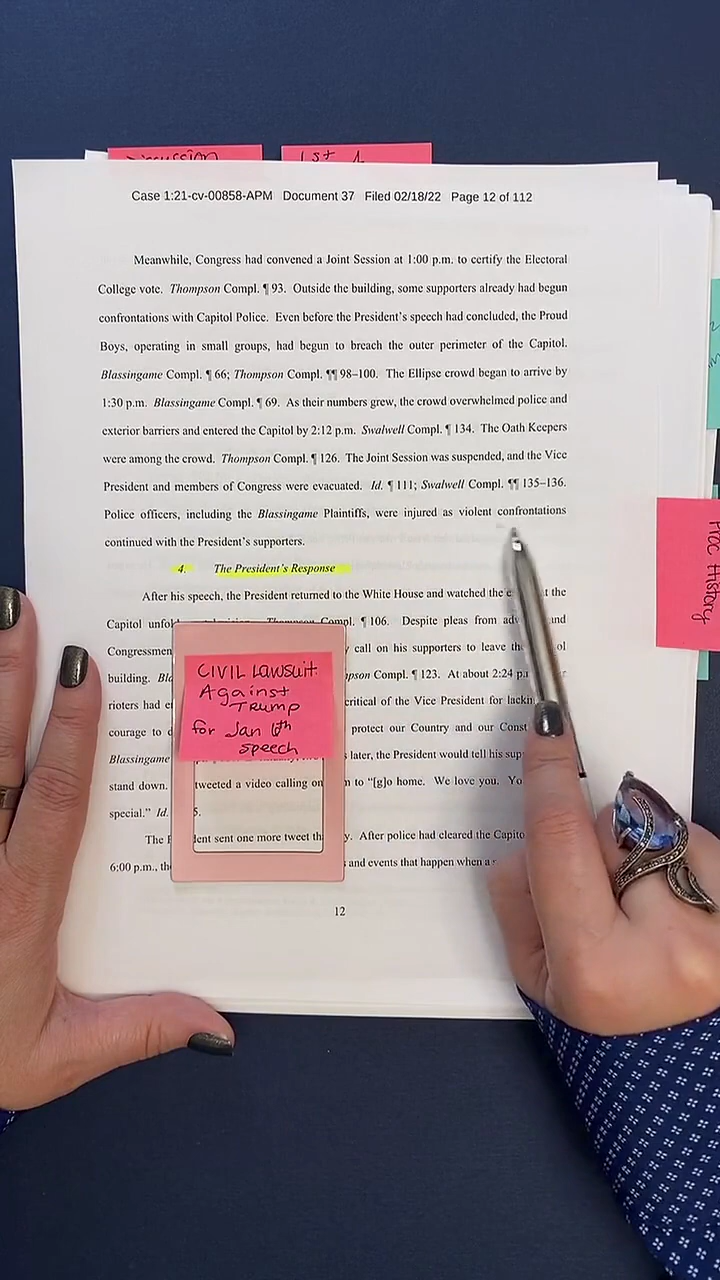 Discussion
1st A
Case 1:21-cv-00858-APM Document 37 Filed 02/18/22 Page 12 of 112
Meanwhile, Congress had convened a Joint Session at 1:00 p.m. to certify the Electoral
College vote. Thompson Compl. ¶ 93. Outside the building, some supporters already had begun
confrontations with Capitol Police. Even before the President's speech had concluded, the Proud
Boys, operating in small groups, had begun to breach the outer perimeter of the Capitol.
Blassingame Compl. ¶ 66; Thompson Compl. ¶¶ 98–100. The Ellipse crowd began to arrive by
1:30 p.m. Blassingame Compl. ¶ 69. As their numbers grew, the crowd overwhelmed police and
exterior barriers and entered the Capitol by 2:12 p.m. Swalwell Compl. ¶ 134. The Oath Keepers
were among the crowd. Thompson Compl. ¶ 126. The Joint Session was suspended, and the Vice
President and members of Congress were evacuated. Id. ¶ 111; Swalwell Compl. ¶¶ 135–136.
Police officers, including the Blassingame Plaintiffs, were injured as violent confrontations
continued with the President's supporters.
4. The President's Response
After his speech, the President returned to the White House and watched the at the
Capitol Compl. ¶ 106. Despite pleas from and
Congressmen call on his supporters to leave the
building. Compl. ¶ 123. At about 2:24
rioters had critical of the Vice President for
courage to protect our Country and our
Blassingame later, the President would tell his
stand down. tweeted a video calling on to “[g]o home. We love you.
special.” Id. 5.
The sent one more tweet After police had cleared the
6:00 p.m., and events that happen when a
CIVIL LAWSUIT
Against
TRUMP
for Jan 6th
speech
12
Proc History